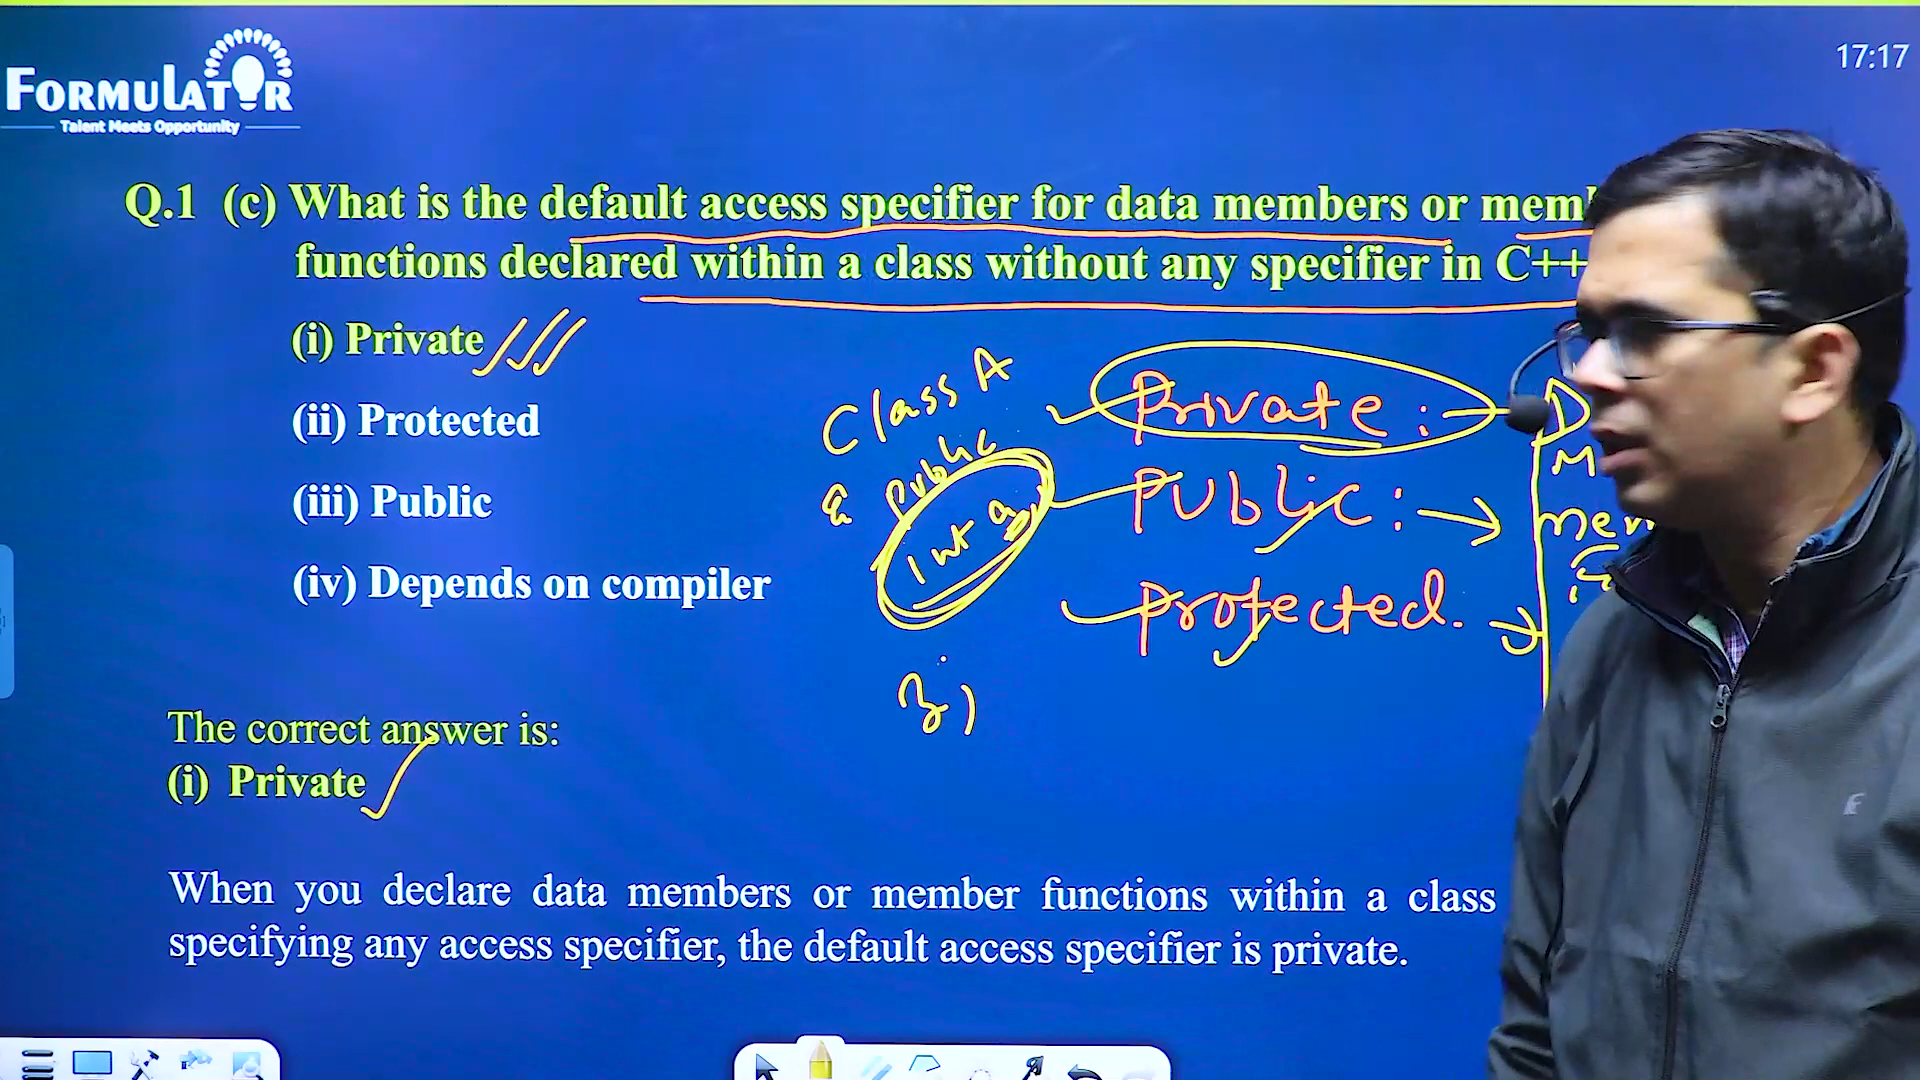 FORMULATOR
Talent Meets Opportunity
17:17
Q.1 (c) What is the default access specifier for data members or mem
functions declared within a class without any specifier in C++
(i) Private
(ii) Protected
(iii) Public
(iv) Depends on compiler
Class A
Public
int a
};
Private :
Public :
Protected.
D
M
mem
The correct answer is:
(i) Private
When you declare data members or member functions within a class
specifying any access specifier, the default access specifier is private.